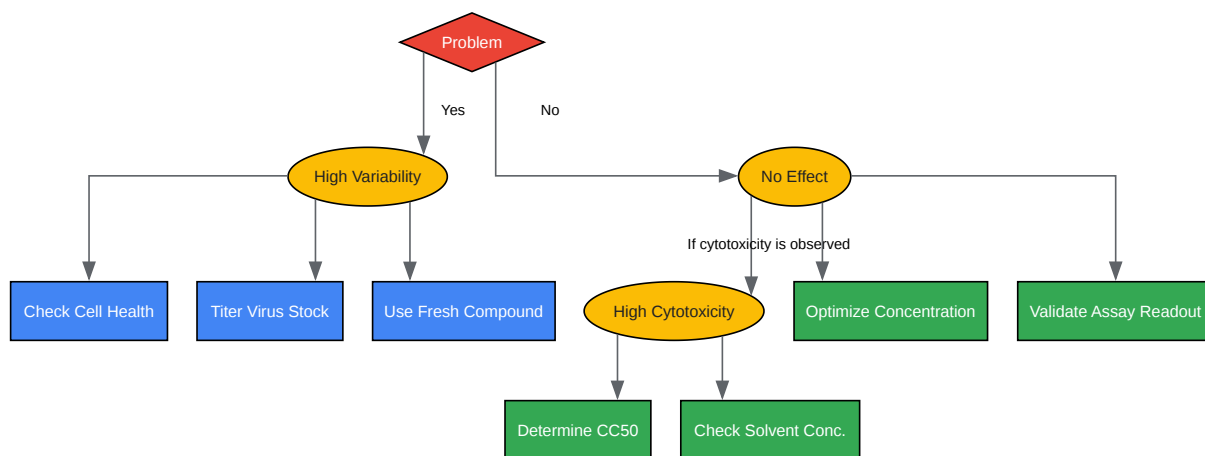 Problem
Yes
No
High Variability
No Effect
If cytotoxicity is observed
Check Cell Health
Titer Virus Stock
Use Fresh Compound
High Cytotoxicity
Optimize Concentration
Validate Assay Readout
Determine CC50
Check Solvent Conc.